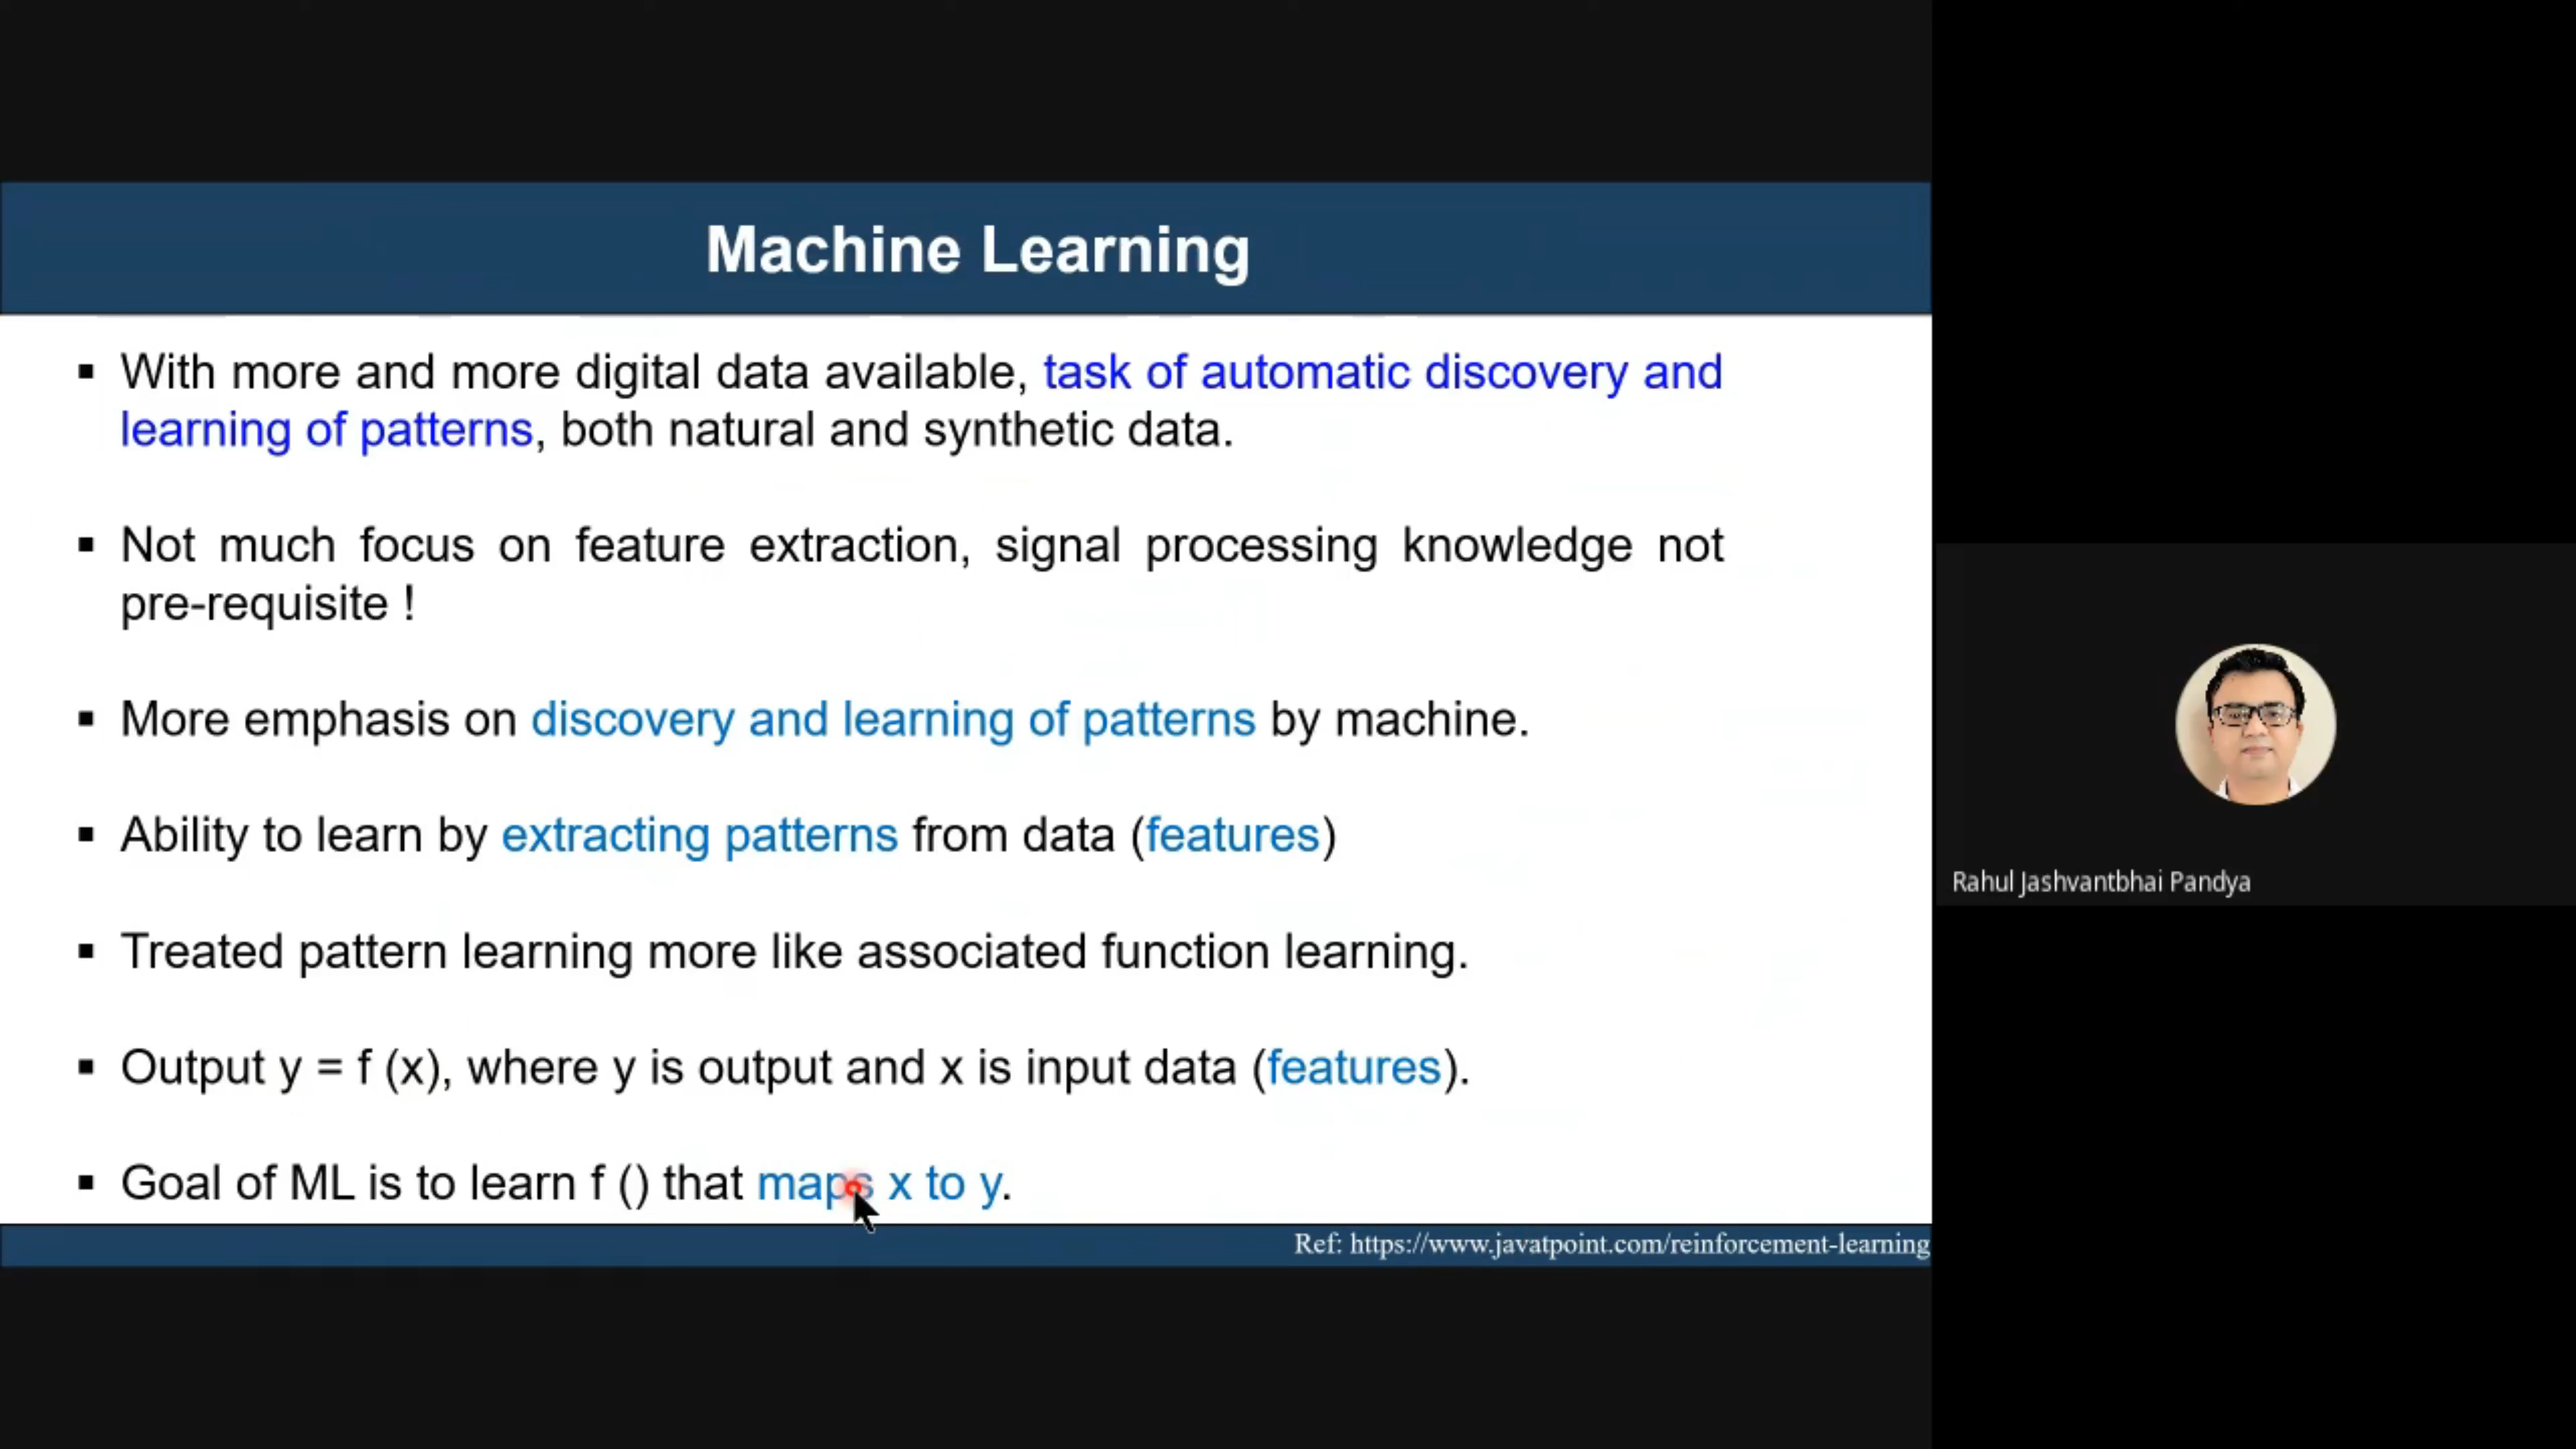 Machine Learning
▪ With more and more digital data available, task of automatic discovery and
learning of patterns, both natural and synthetic data.
▪ Not much focus on feature extraction, signal processing knowledge not
pre-requisite !
▪ More emphasis on discovery and learning of patterns by machine.
▪ Ability to learn by extracting patterns from data (features)
▪ Treated pattern learning more like associated function learning.
▪ Output y = f (x), where y is output and x is input data (features).
▪ Goal of ML is to learn f () that maps x to y.
Ref: https://www.javatpoint.com/reinforcement-learning
Rahul Jashvantbhai Pandya